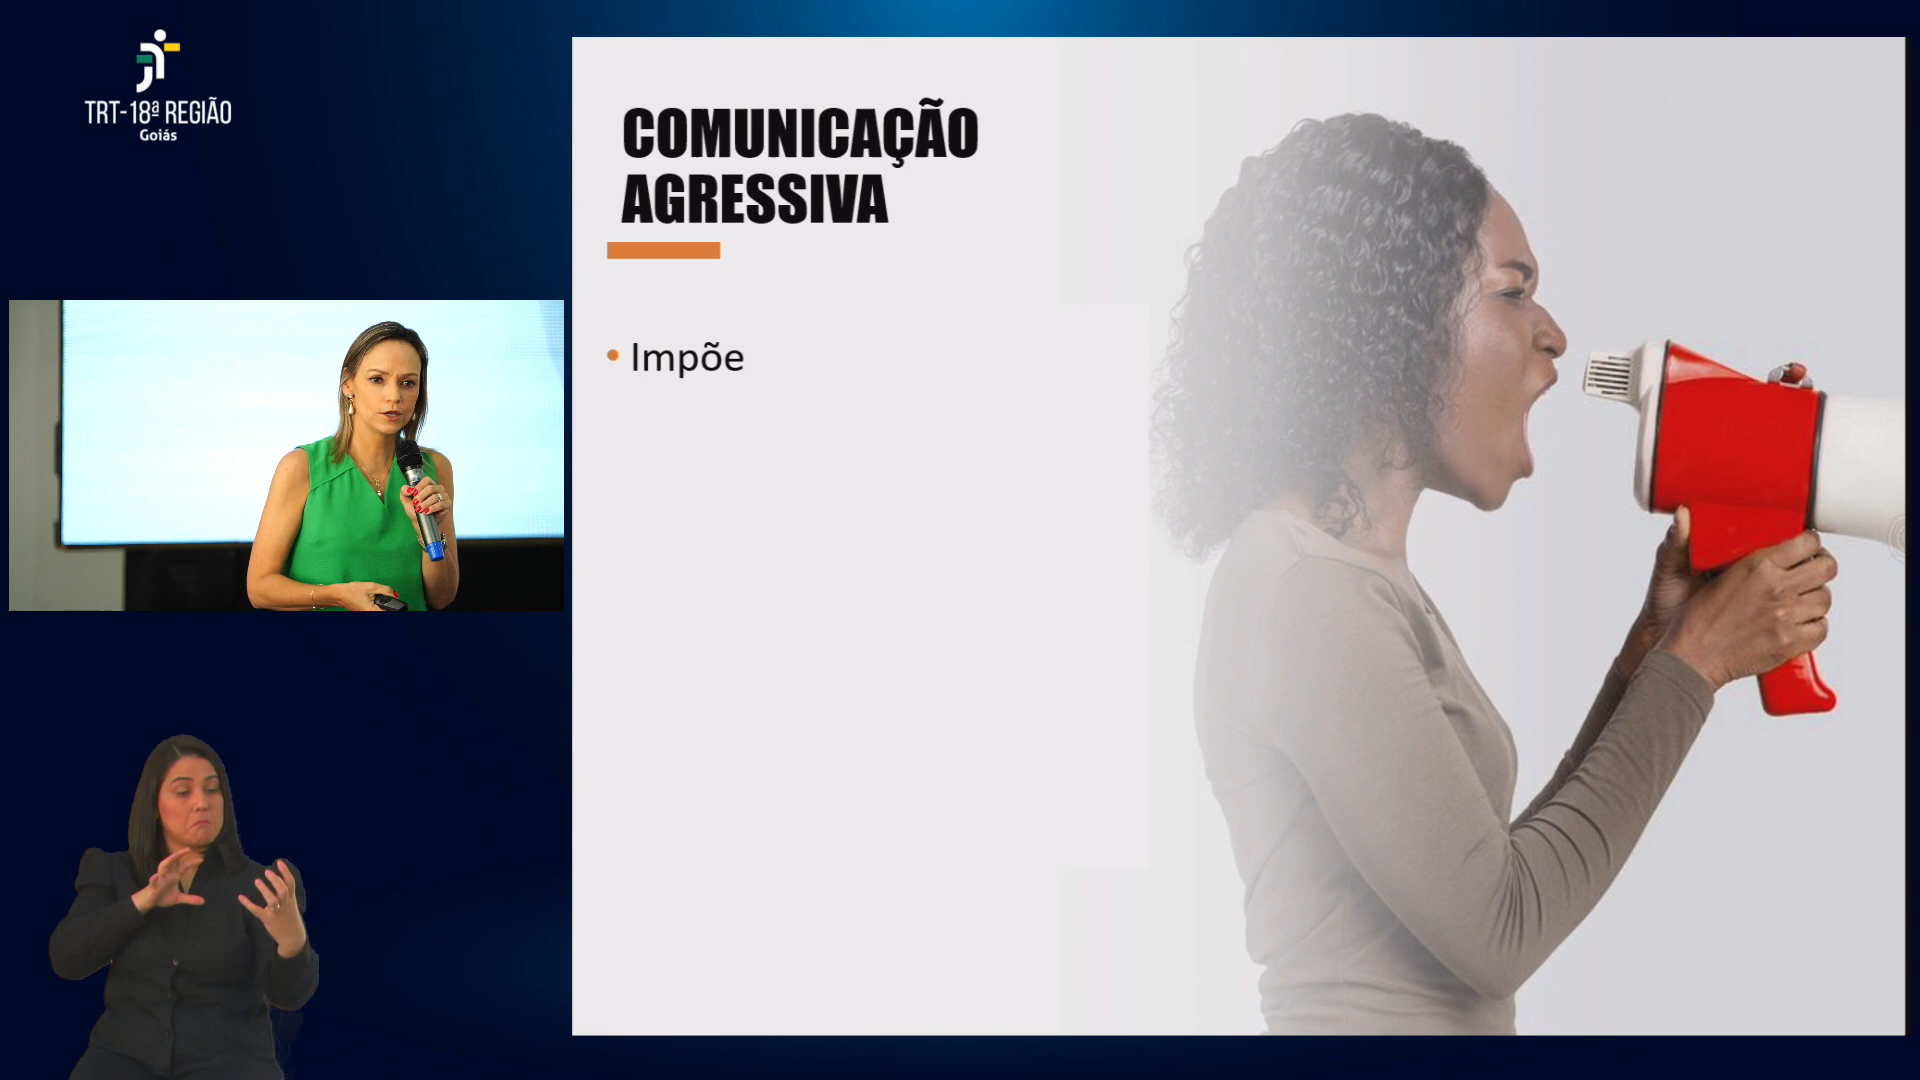 TRT-18ª REGIÃO
Goiás
COMUNICAÇÃO
AGRESSIVA
• Impõe